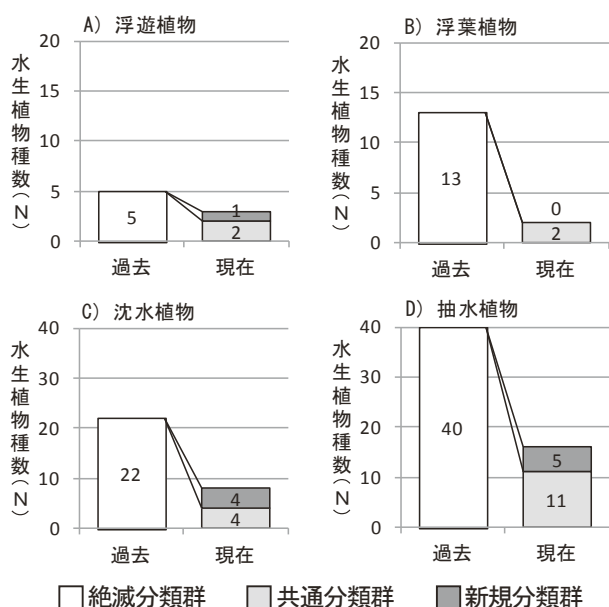 A) 浮遊植物
水生植物種数(N)
20
15
10
5
0
5
1
2
過去
現在
B) 浮葉植物
水生植物種数(N)
20
15
10
5
0
13
0
2
過去
現在
C) 沈水植物
水生植物種数(N)
40
30
20
10
0
22
4
4
過去
現在
D) 抽水植物
水生植物種数(N)
40
30
20
10
0
40
5
11
過去
現在
絶滅分類群 共通分類群 新規分類群